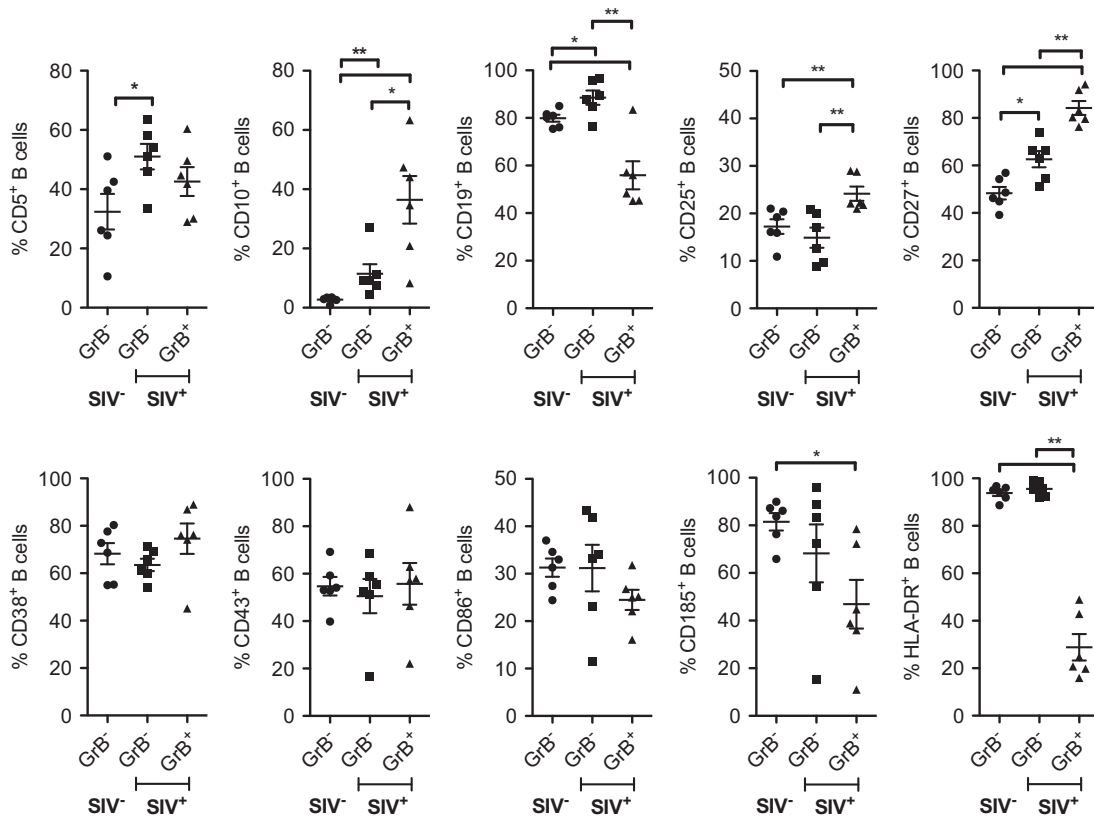 % CD5+ B cells
80
60
40
20
0
*
GrB- GrB- GrB+
SIV- SIV+
% CD10+ B cells
80
60
40
20
0
**
*
GrB- GrB- GrB+
SIV- SIV+
% CD19+ B cells
100
80
60
40
20
0
**
*
GrB- GrB- GrB+
SIV- SIV+
% CD25+ B cells
50
40
30
20
10
0
**
**
GrB- GrB- GrB+
SIV- SIV+
% CD27+ B cells
100
80
60
40
20
0
**
*
GrB- GrB- GrB+
SIV- SIV+
% CD38+ B cells
100
80
60
40
20
0
GrB- GrB- GrB+
SIV- SIV+
% CD43+ B cells
100
80
60
40
20
0
GrB- GrB- GrB+
SIV- SIV+
% CD86+ B cells
50
40
30
20
10
0
GrB- GrB- GrB+
SIV- SIV+
% CD185+ B cells
100
80
60
40
20
0
*
GrB- GrB- GrB+
SIV- SIV+
% HLA-DR+ B cells
100
80
60
40
20
0
**
GrB- GrB- GrB+
SIV- SIV+